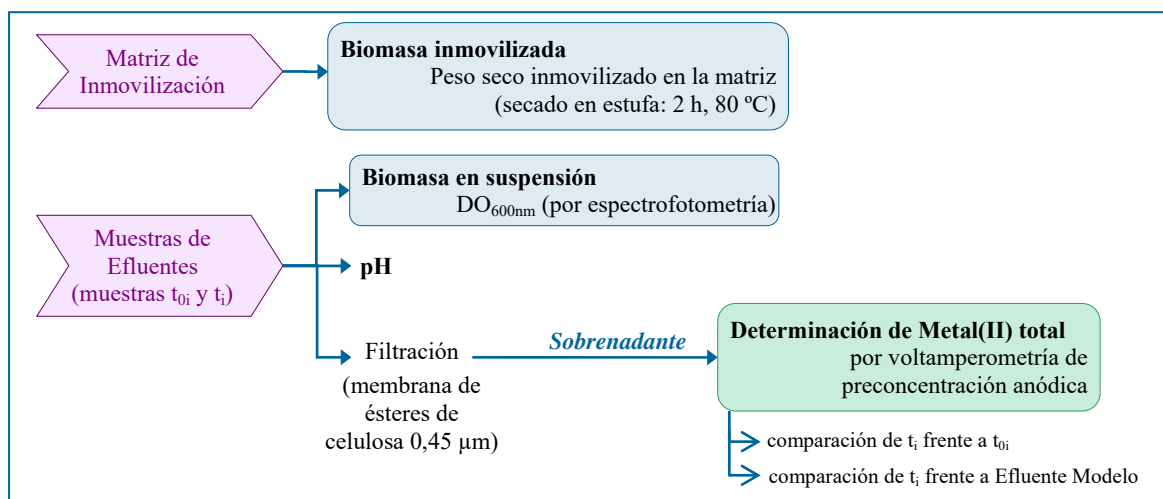 Matriz de
Inmovilización
Biomasa inmovilizada
Peso seco inmovilizado en la matriz
(secado en estufa: 2 h, 80 ºC)
Biomasa en suspensión
DO600nm (por espectrofotometría)
Muestras de
Efluentes
(muestras t0i y ti)
pH
Filtración
(membrana de
ésteres de
celulosa 0,45 µm)
Sobrenadante
Determinación de Metal(II) total
por voltamperometría de
preconcentración anódica
comparación de ti frente a t0i
comparación de ti frente a Efluente Modelo